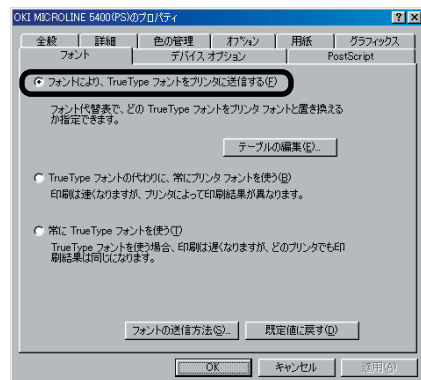 OKI MICROLINE 5400(PS)のプロパティ
全般 詳細 色の管理 オプション 用紙 グラフィックス
フォント デバイス オプション PostScript
フォントにより、TrueType フォントをプリンタに送信する(F)
フォント代替表で、どの TrueType フォントをプリンタ フォントと置き換える
か指定できます。
テーブルの編集(E)...
TrueType フォントの代わりに、常にプリンタ フォントを使う(B)
印刷は速くなりますが、プリンタによって印刷結果が異なります。
常に TrueType フォントを使う(T)
TrueType フォントを使う場合、印刷は遅くなりますが、どのプリンタでも印
刷結果は同じになります。
フォントの送信方法(S)... 既定値に戻す(D)
OK キャンセル 適用(A)